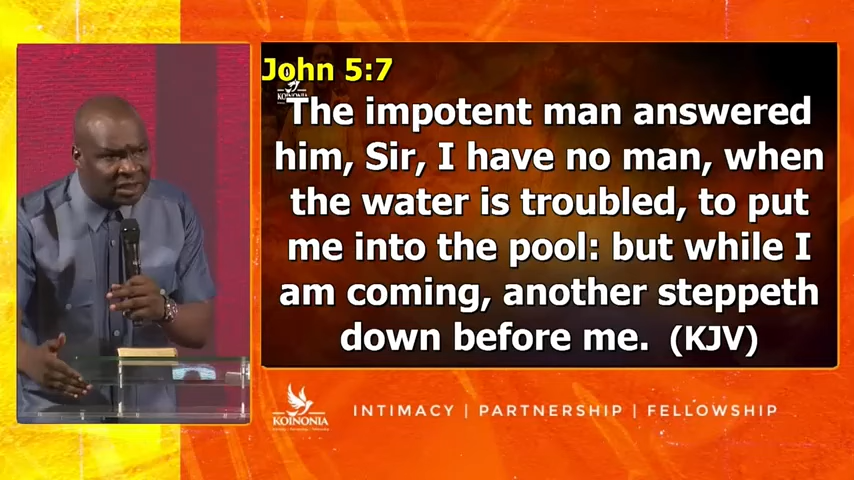 John 5:7
The impotent man answered
him, Sir, I have no man, when
the water is troubled, to put
me into the pool: but while I
am coming, another steppeth
down before me. (KJV)
KOINONIA
INTIMACY | PARTNERSHIP | FELLOWSHIP